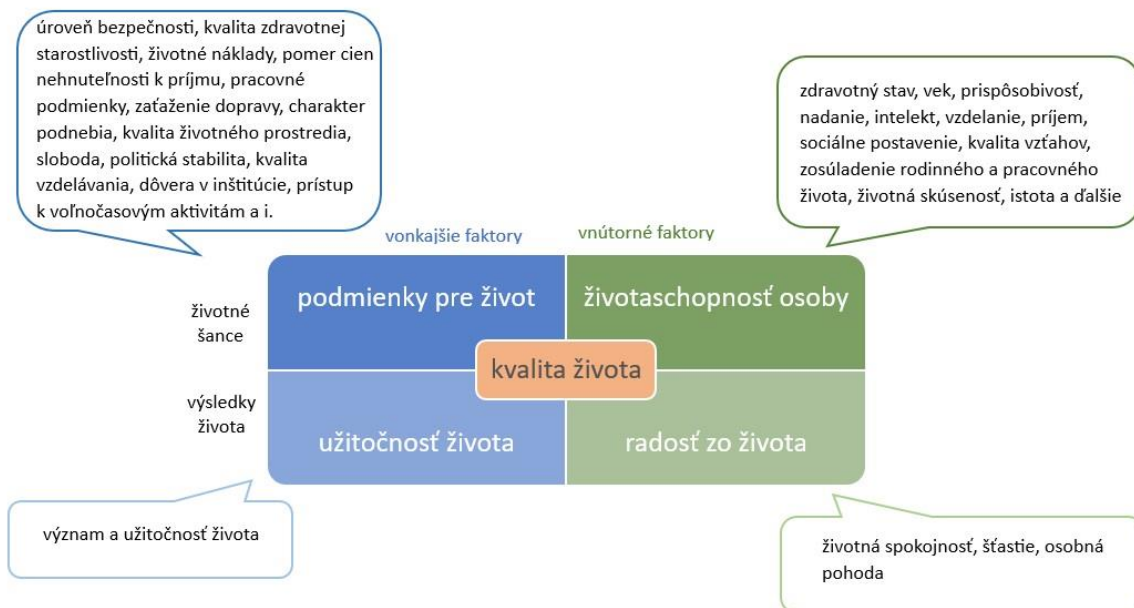 úroveň bezpečnosti, kvalita zdravotnej
starostlivosti, životné náklady, pomer cien
nehnuteľnosti k príjmu, pracovné
podmienky, zaťaženie dopravy, charakter
podnebia, kvalita životného prostredia,
sloboda, politická stabilita, kvalita
vzdelávania, dôvera v inštitúcie, prístup
k voľnočasovým aktivitám a i.
zdravotný stav, vek, prispôsobivosť,
nadanie, intelekt, vzdelanie, príjem,
sociálne postavenie, kvalita vzťahov,
zosúladenie rodinného a pracovného
života, životná skúsenosť, istota a ďalšie
vonkajšie faktory
vnútorné faktory
životné
šance
podmienky pre život
životaschopnosť osoby
kvalita života
výsledky
života
užitočnosť života
radosť zo života
význam a užitočnosť života
životná spokojnosť, šťastie, osobná
pohoda